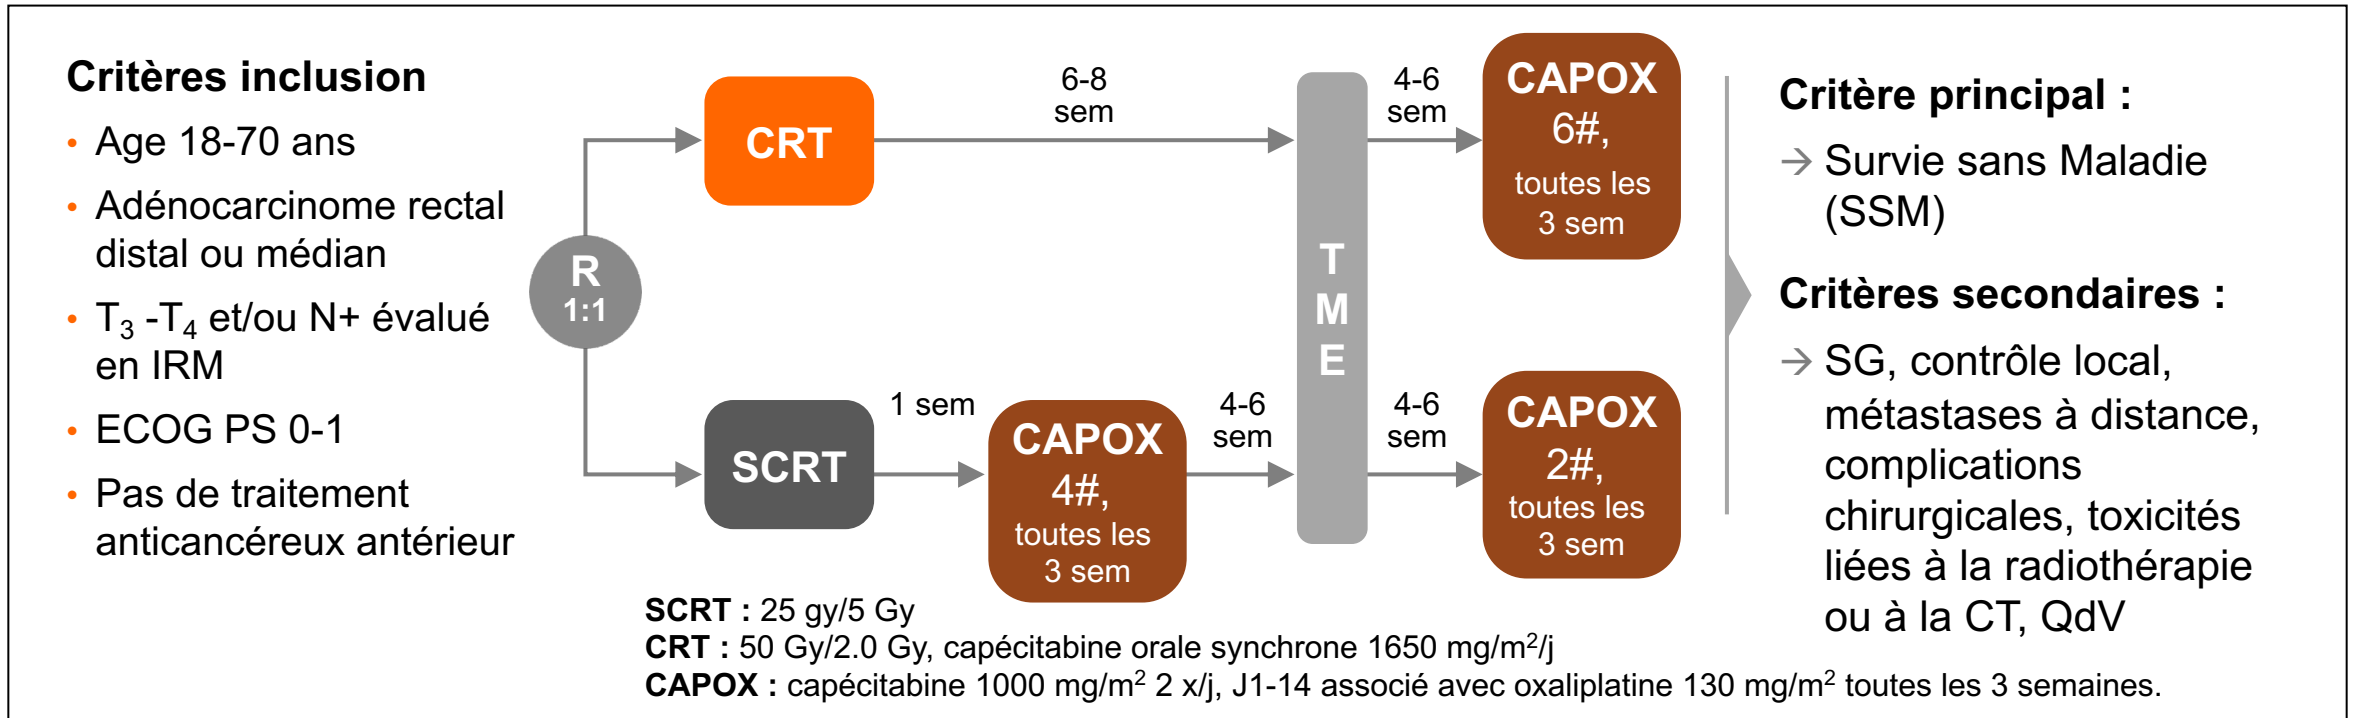 Critères inclusion
• Age 18-70 ans
• Adénocarcinome rectal
distal ou médian
• T₃ -T₄ et/ou N+ évalué
en IRM
• ECOG PS 0-1
• Pas de traitement
anticancéreux antérieur
R
1:1
CRT
6-8
sem
SCRT
1 sem
CAPOX
4#,
toutes les
3 sem
4-6
sem
T
M
E
4-6
sem
CAPOX
6#,
toutes les
3 sem
4-6
sem
CAPOX
2#,
toutes les
3 sem
Critère principal :
→ Survie sans Maladie
(SSM)
Critères secondaires :
→ SG, contrôle local,
métastases à distance,
complications
chirurgicales, toxicités
liées à la radiothérapie
ou à la CT, QdV
SCRT : 25 gy/5 Gy
CRT : 50 Gy/2.0 Gy, capécitabine orale synchrone 1650 mg/m²/j
CAPOX : capécitabine 1000 mg/m² 2 x/j, J1-14 associé avec oxaliplatine 130 mg/m² toutes les 3 semaines.